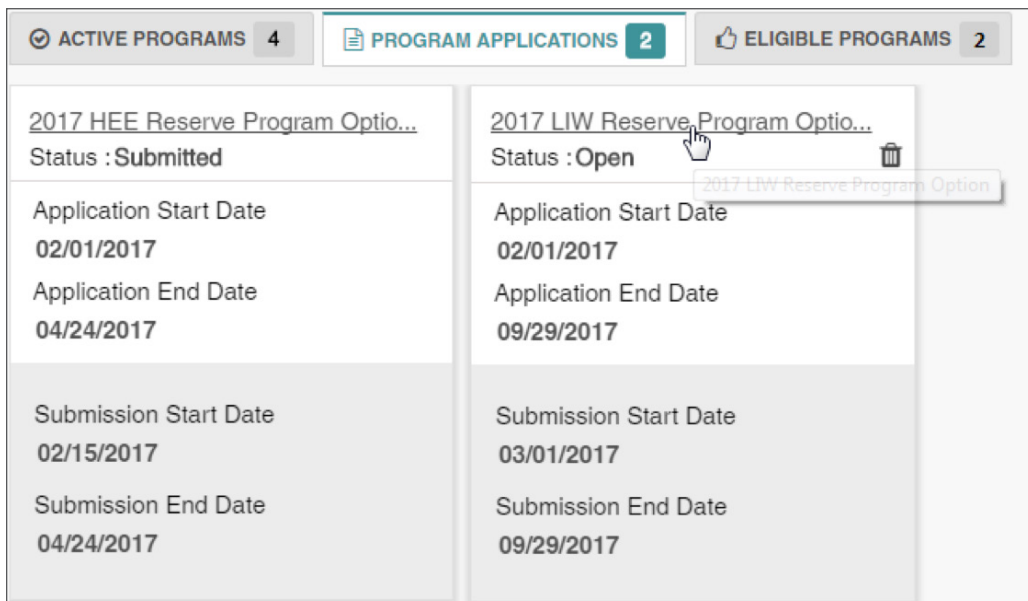 ACTIVE PROGRAMS 4
PROGRAM APPLICATIONS 2
ELIGIBLE PROGRAMS 2
2017 HEE Reserve Program Optio...
Status : Submitted
Application Start Date
02/01/2017
Application End Date
04/24/2017
Submission Start Date
02/15/2017
Submission End Date
04/24/2017
2017 LIW Reserve Program Optio...
Status : Open
2017 LIW Reserve Program Option
Application Start Date
02/01/2017
Application End Date
09/29/2017
Submission Start Date
03/01/2017
Submission End Date
09/29/2017